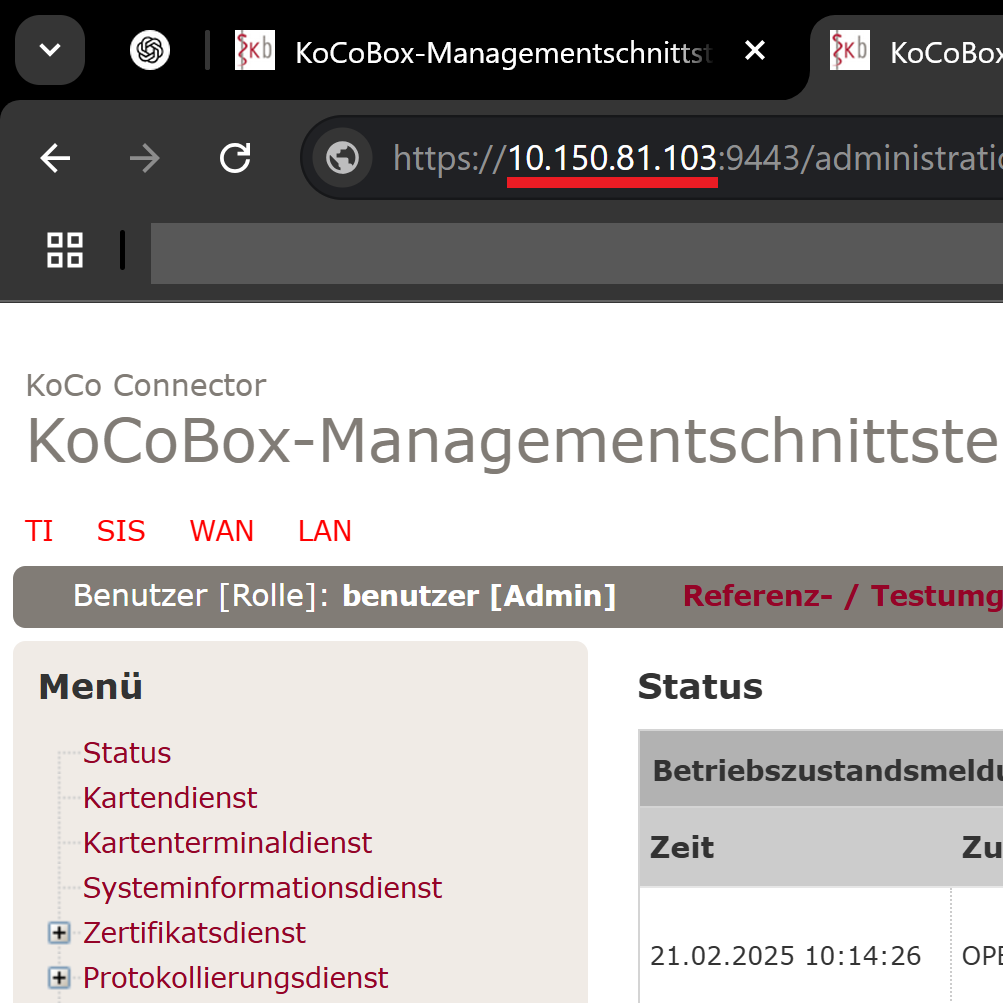 KoCoBox-Managementschnittst
KoCoBox
https://10.150.81.103:9443/administratio
KoCo Connector
KoCoBox-Managementschnittste
TI SIS WAN LAN
Benutzer [Rolle]: benutzer [Admin] Referenz- / Testumg
Menü
Status
Kartendienst
Kartenterminaldienst
Systeminformationsdienst
Zertifikatsdienst
Protokollierungsdienst
Status
Betriebszustandsmeldu
Zeit Zu
21.02.2025 10:14:26 OPE